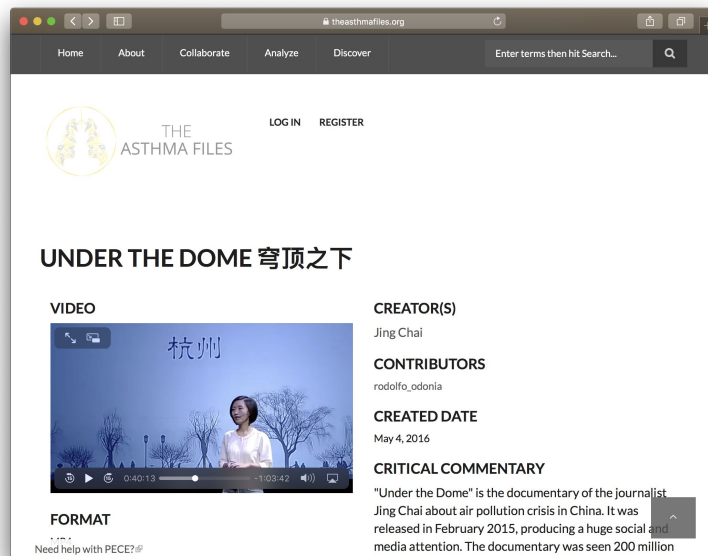 theasthmafiles.org
Home About Collaborate Analyze Discover Enter terms then hit Search...
THE
ASTHMA FILES
LOG IN REGISTER
UNDER THE DOME 穹顶之下
VIDEO
杭州
0:40:13 -1:03:42
FORMAT
Need help with PECE?
CREATOR(S)
Jing Chai
CONTRIBUTORS
rodolfo_odonia
CREATED DATE
May 4, 2016
CRITICAL COMMENTARY
"Under the Dome" is the documentary of the journalist
Jing Chai about air pollution crisis in China. It was
released in February 2015, producing a huge social and
media attention. The documentary was seen 200 million